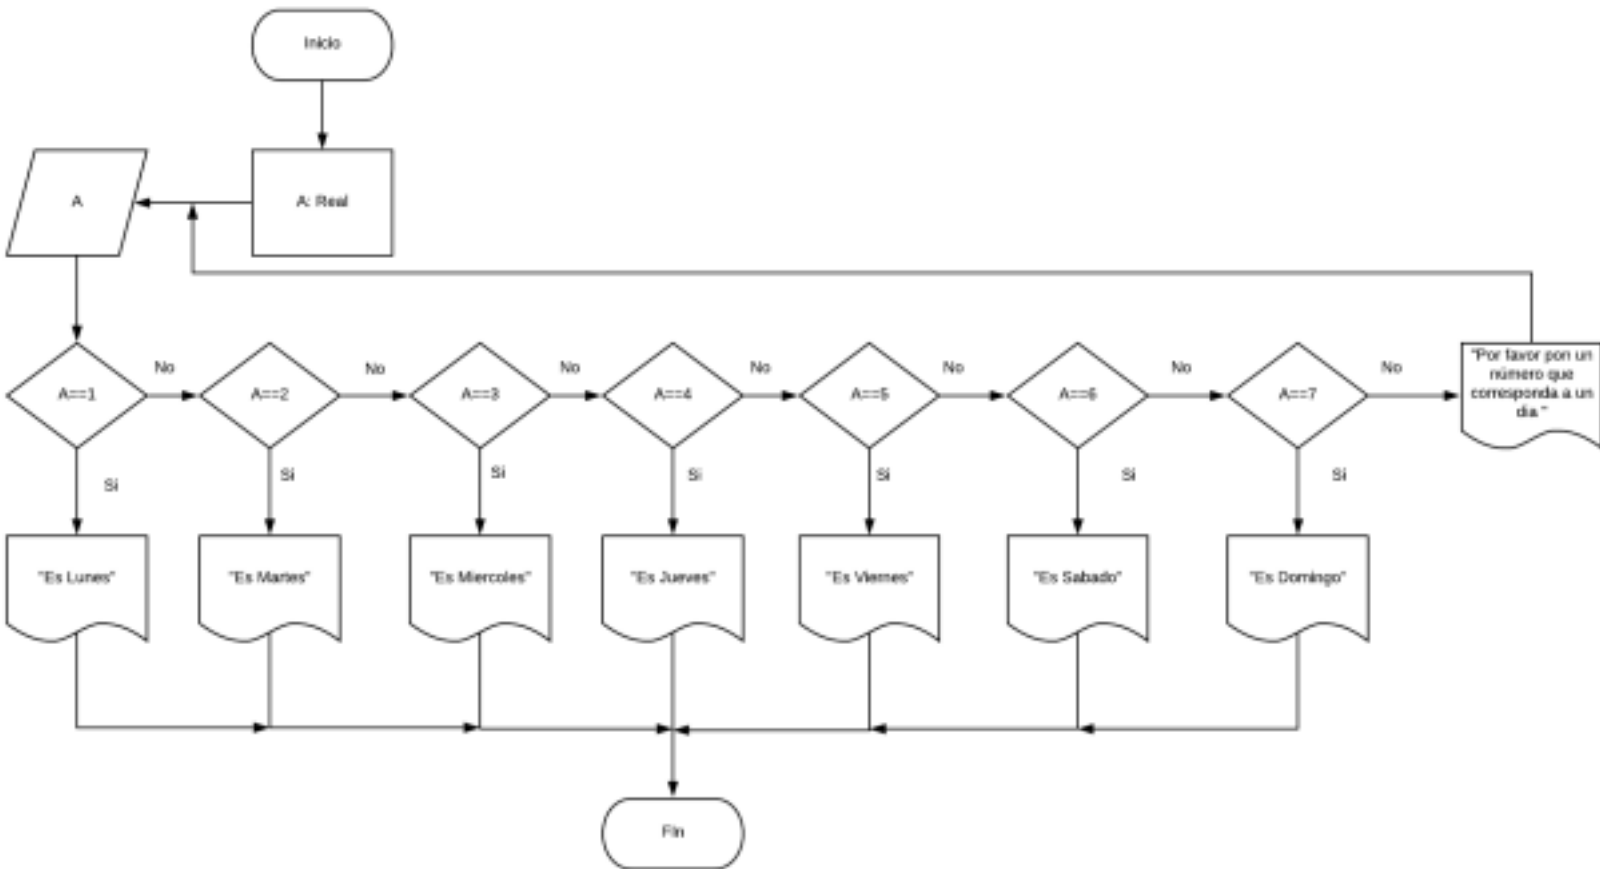 Inicio
A
A: Real
No
No
No
No
No
No
No
A==1
A==2
A==3
A==4
A==5
A==6
A==7
"Por favor pon un
número que
corresponda a un
dia."
Si
Si
Si
Si
Si
Si
Si
"Es Lunes"
"Es Martes"
"Es Miercoles"
"Es Jueves"
"Es Viernes"
"Es Sabado"
"Es Domingo"
Fin